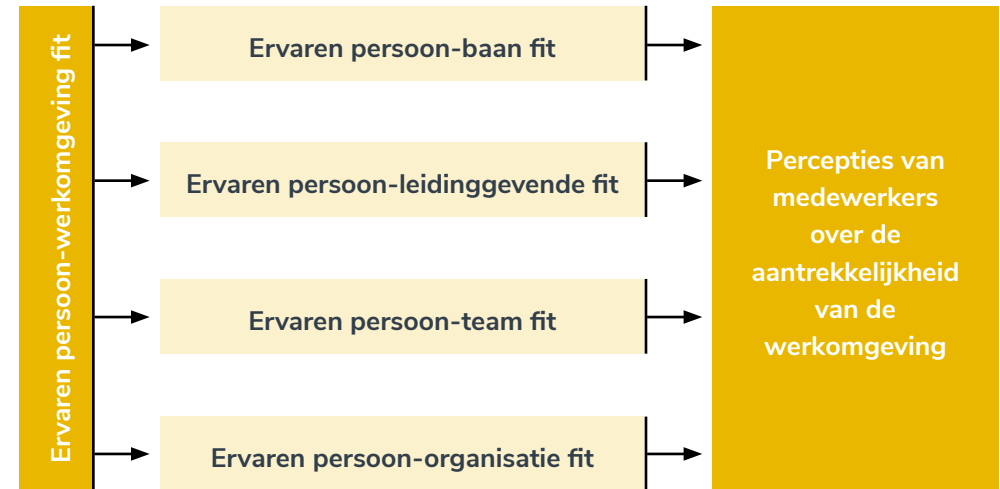 Ervaren persoon-werkomgeving fit
Ervaren persoon-baan fit
Ervaren persoon-leidinggevende fit
Ervaren persoon-team fit
Ervaren persoon-organisatie fit
Percepties van
medewerkers
over de
aantrekkelijkheid
van de
werkomgeving